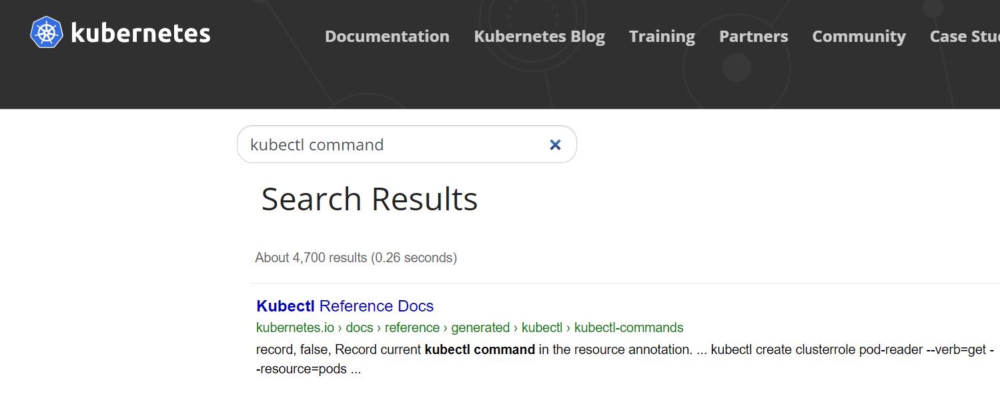 kubernetes
Documentation Kubernetes Blog Training Partners Community Case Stu
kubectl command
Search Results
About 4,700 results (0.26 seconds)
Kubectl Reference Docs
kubernetes.io › docs › reference › generated › kubectl › kubectl-commands
record, false, Record current kubectl command in the resource annotation. ... kubectl create clusterrole pod-reader --verb=get -
-resource=pods ...